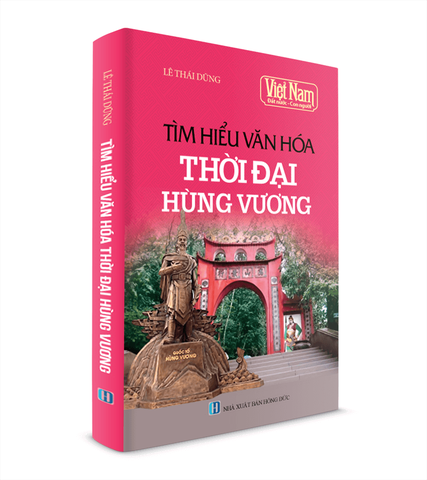 LÊ THÁI DŨNG
TÌM HIỂU VĂN HÓA THỜI ĐẠI HÙNG VƯƠNG
LÊ THÁI DŨNG
Việt Nam
Đất nước - Con người
TÌM HIỂU VĂN HÓA
THỜI ĐẠI
HÙNG VƯƠNG
QUỐC TỔ
HÙNG VƯƠNG
NHÀ XUẤT BẢN HỒNG ĐỨC